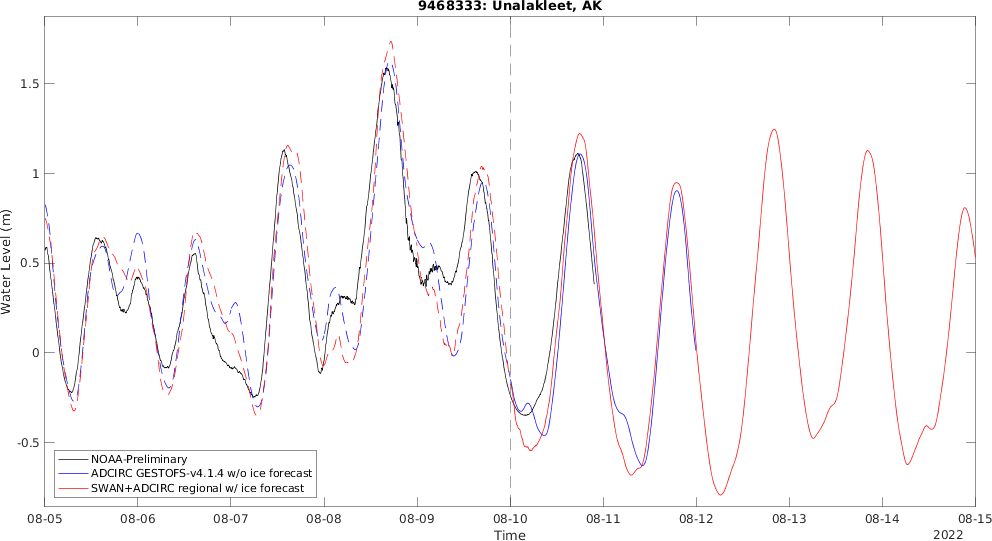 9468333: Unalakleet, AK
Water Level (m)
1.5
1
0.5
0
-0.5
NOAA-Preliminary
ADCIRC GESTOFS-v4.1.4 w/o ice forecast
SWAN+ADCIRC regional w/ ice forecast
08-05 08-06 08-07 08-08 08-09 08-10 08-11 08-12 08-13 08-14 08-15
Time
2022